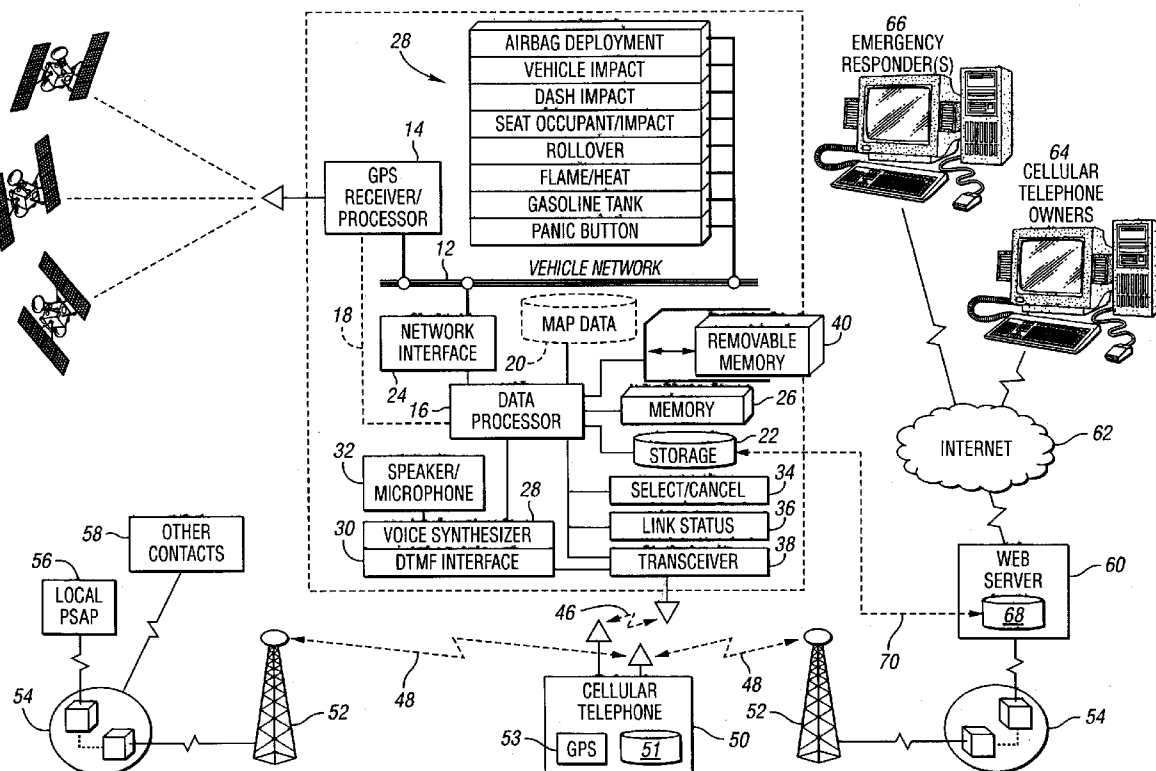 66
EMERGENCY
RESPONDER(S)
28
AIRBAG DEPLOYMENT
VEHICLE IMPACT
DASH IMPACT
SEAT OCCUPANT/IMPACT
ROLLOVER
FLAME/HEAT
GASOLINE TANK
PANIC BUTTON
14
GPS
RECEIVER/
PROCESSOR
64
CELLULAR
TELEPHONE
OWNERS
12
VEHICLE NETWORK
18
NETWORK
INTERFACE
24
MAP DATA
20
REMOVABLE
MEMORY
40
16
DATA
PROCESSOR
MEMORY
26
22
STORAGE
INTERNET
62
32
SPEAKER/
MICROPHONE
28
34
SELECT/CANCEL
36
LINK STATUS
30
VOICE SYNTHESIZER
DTMF INTERFACE
38
TRANSCEIVER
58
OTHER
CONTACTS
56
LOCAL
PSAP
WEB
SERVER
68
60
46
70
48
48
54
52
CELLULAR
TELEPHONE
53
GPS
51
50
52
54